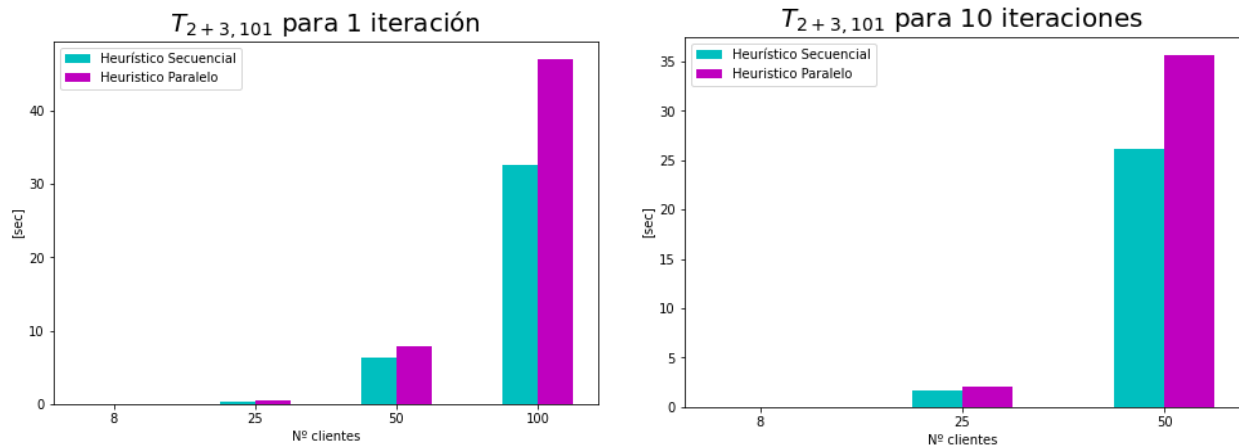 T2+3, 101 para 1 iteración
Heurístico Secuencial
Heuristico Paralelo
[sec]
40
30
20
10
0
8
25
50
100
Nº clientes
T2+3, 101 para 10 iteraciones
Heurístico Secuencial
Heuristico Paralelo
[sec]
35
30
25
20
15
10
5
0
8
25
50
Nº clientes